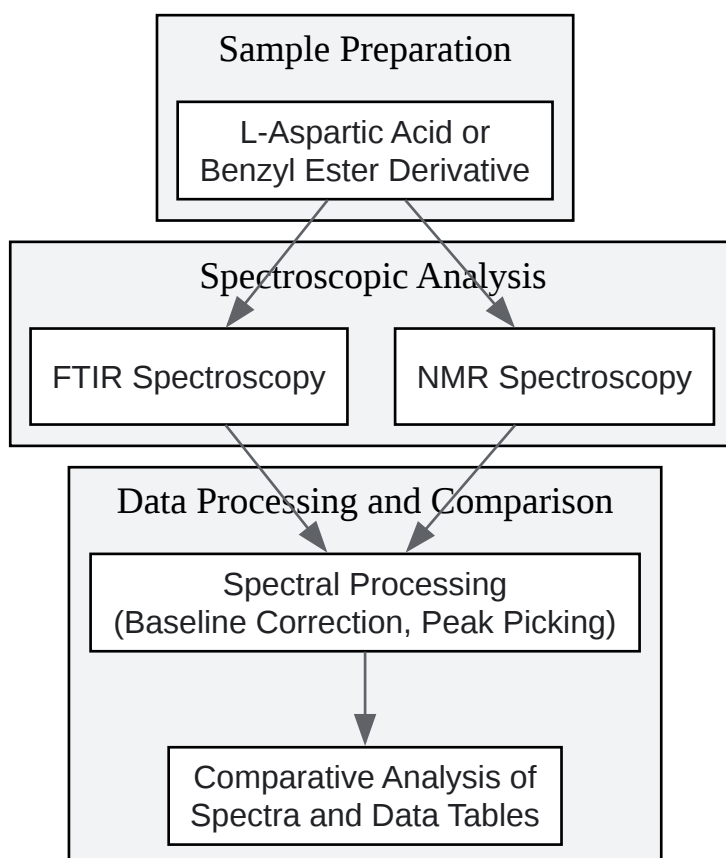 Sample Preparation
L-Aspartic Acid or
Benzyl Ester Derivative
Spectroscopic Analysis
FTIR Spectroscopy
NMR Spectroscopy
Data Processing and Comparison
Spectral Processing
(Baseline Correction, Peak Picking)
Comparative Analysis of
Spectra and Data Tables